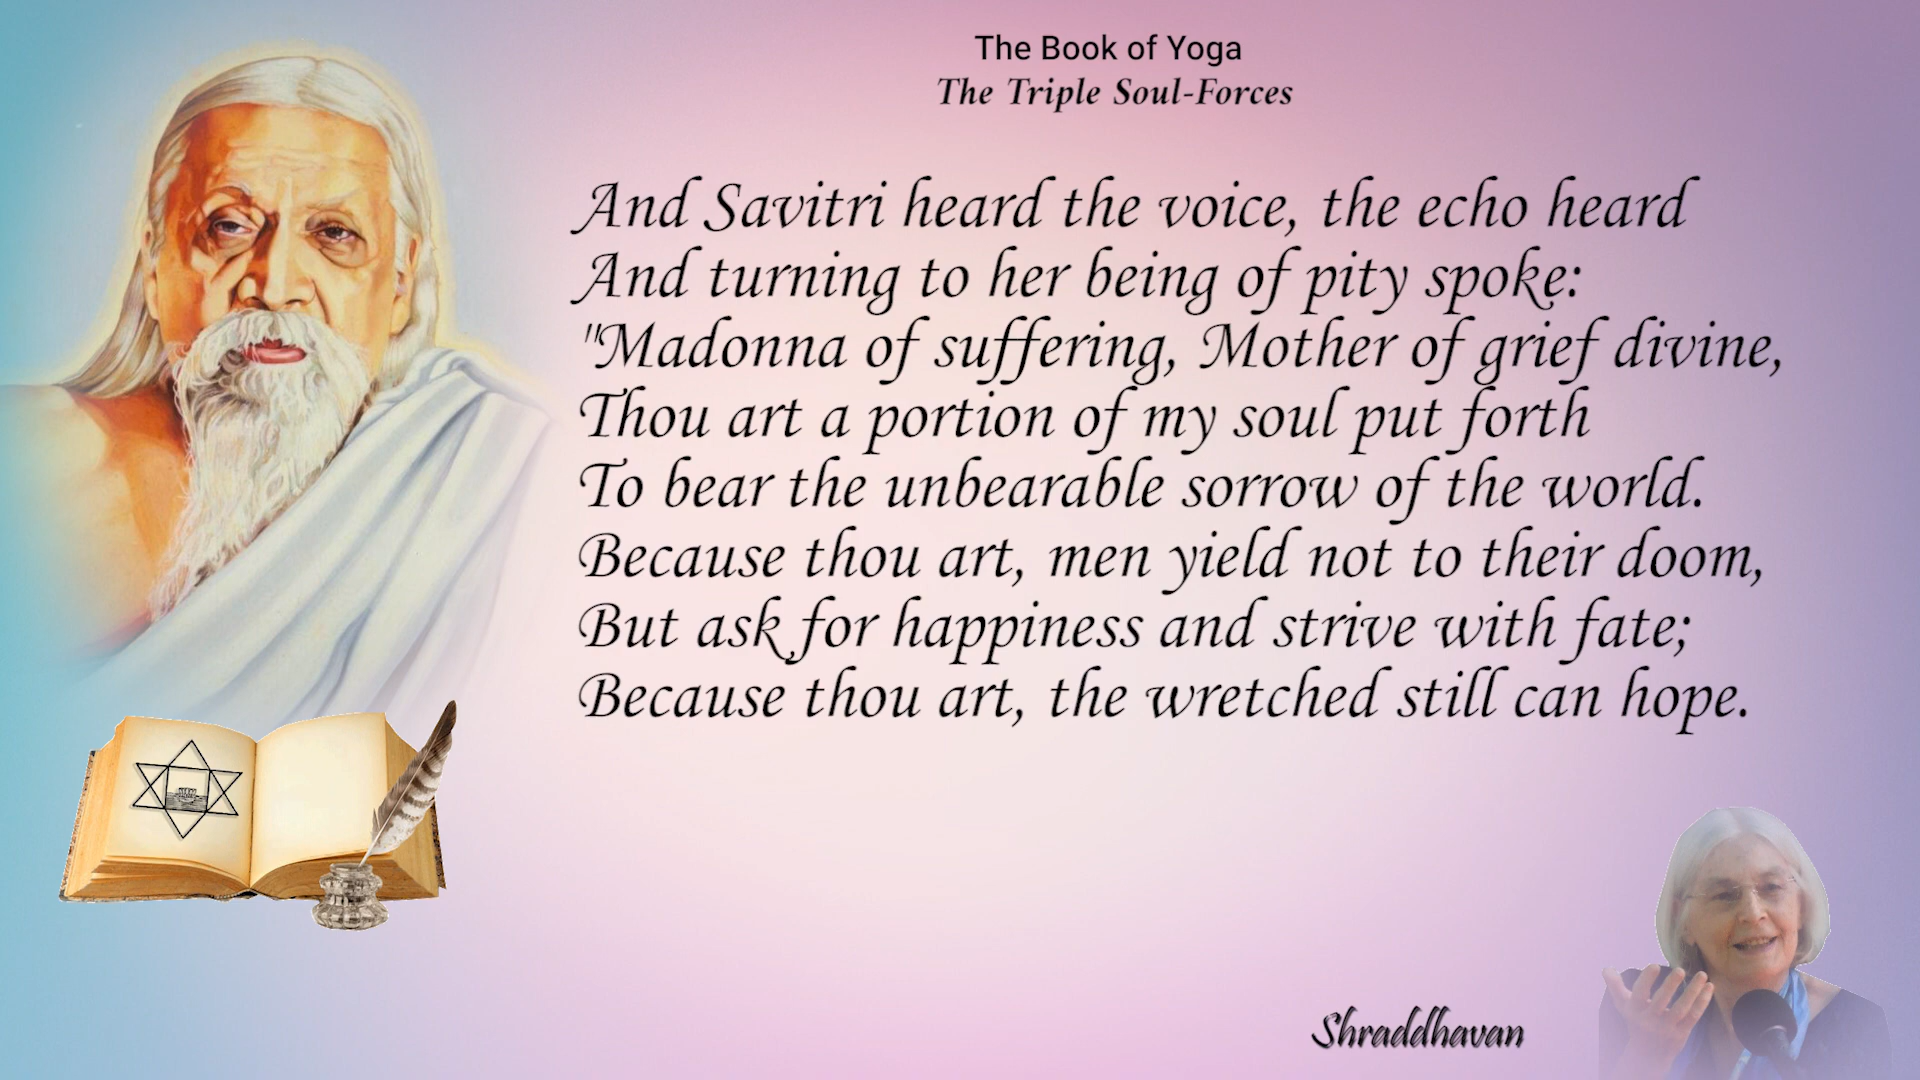 The Book of Yoga
The Triple Soul-Forces
And Savitri heard the voice, the echo heard
And turning to her being of pity spoke:
"Madonna of suffering, Mother of grief divine,
Thou art a portion of my soul put forth
To bear the unbearable sorrow of the world.
Because thou art, men yield not to their doom,
But ask for happiness and strive with fate;
Because thou art, the wretched still can hope.
Shraddhavan